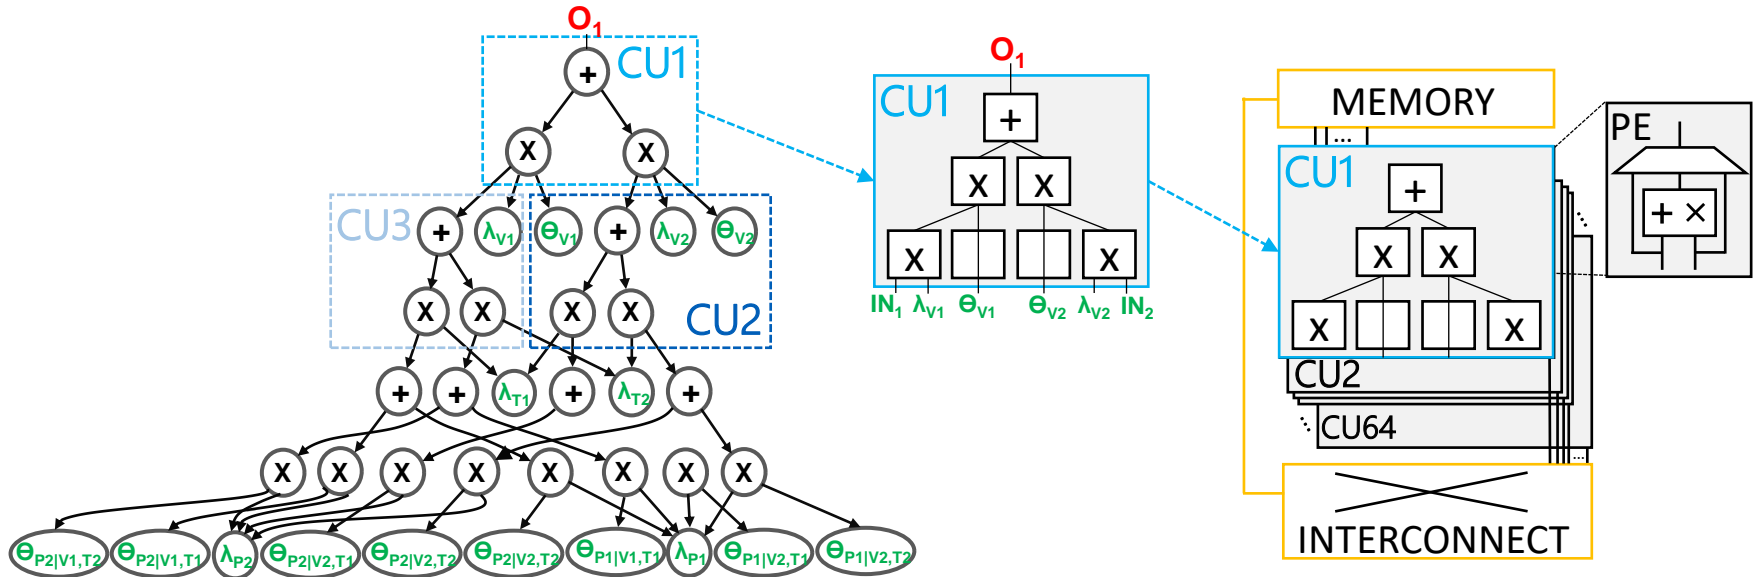 O1
CU1
+
X X
CU3
+ λV1 ΘV1 + λV2 ΘV2
X X X X
CU2
+ + λT1 + λT2 +
X X X X X X X X
ΘP2|V1,T2 ΘP2|V1,T1 λP2 ΘP2|V2,T1 ΘP2|V2,T2 ΘP2|V2,T2 ΘP1|V1,T1 λP1 ΘP1|V2,T1 ΘP1|V2,T2
O1
CU1
+
X X
X X
IN1 λV1 ΘV1 ΘV2 λV2 IN2
MEMORY
...
CU1
+
X X
X X
CU2
...
CU64
...
INTERCONNECT
PE
+ ×